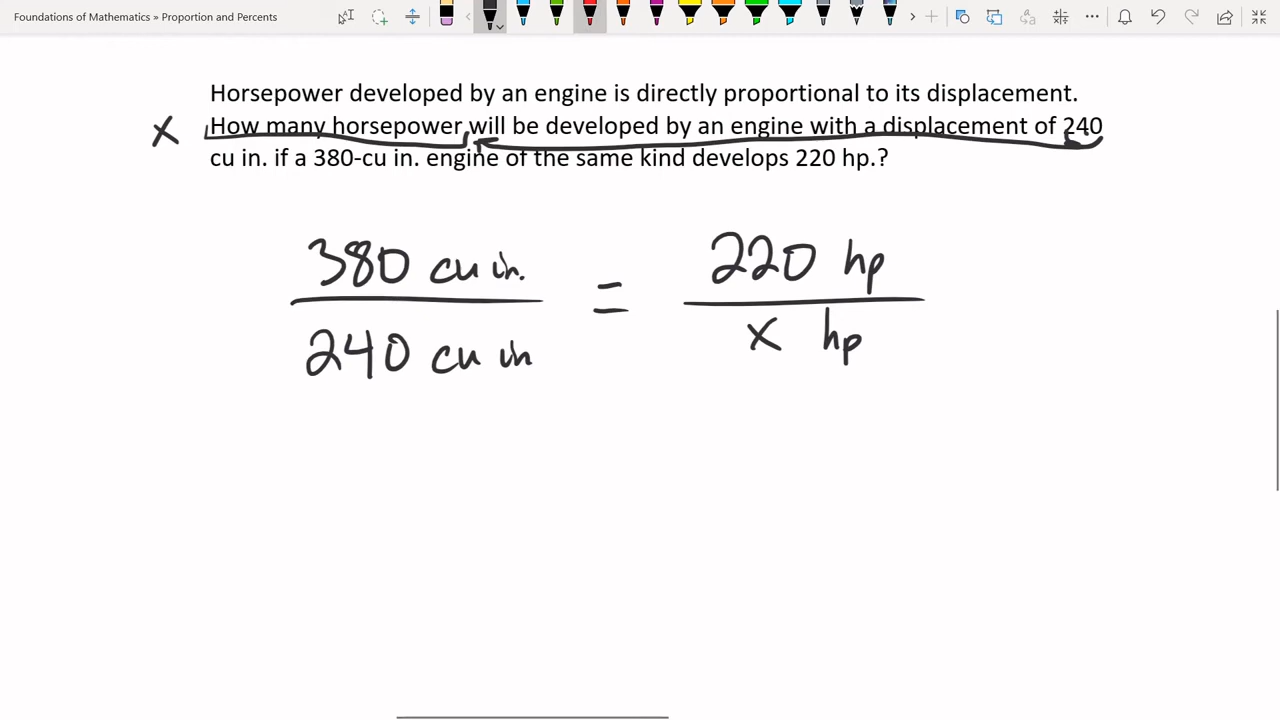 Foundations of Mathematics » Proportion and Percents
Horsepower developed by an engine is directly proportional to its displacement.
x How many horsepower will be developed by an engine with a displacement of 240
cu in. if a 380-cu in. engine of the same kind develops 220 hp.?
380 cu in. = 220 hp
240 cu in x hp